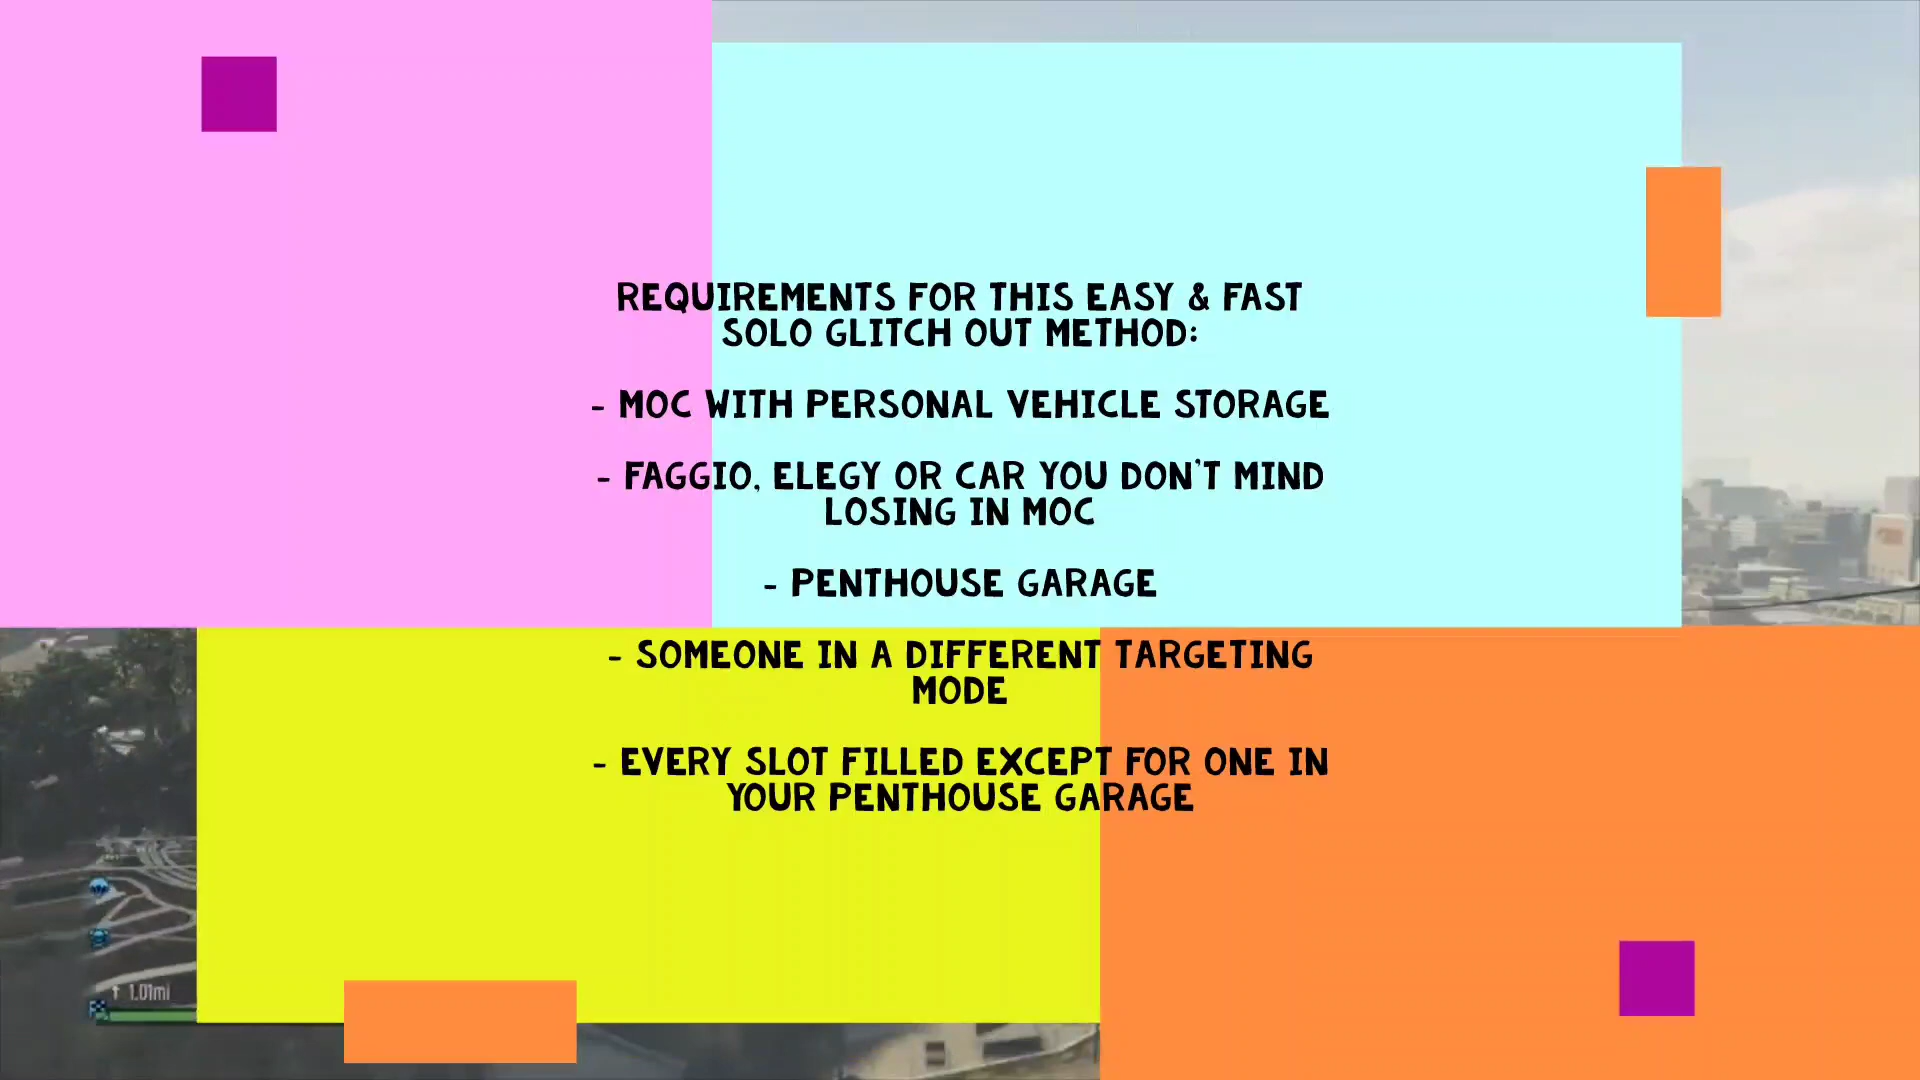 REQUIREMENTS FOR THIS EASY & FAST
SOLO GLITCH OUT METHOD:
- MOC WITH PERSONAL VEHICLE STORAGE
- FAGGIO, ELEGY OR CAR YOU DON'T MIND
LOSING IN MOC
- PENTHOUSE GARAGE
- SOMEONE IN A DIFFERENT TARGETING
MODE
- EVERY SLOT FILLED EXCEPT FOR ONE IN
YOUR PENTHOUSE GARAGE
1.01mi